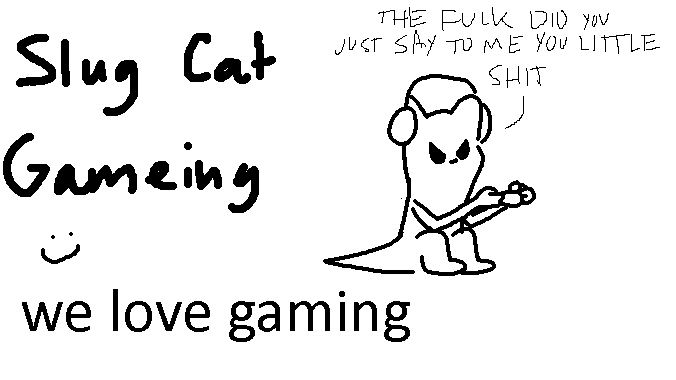 Slug Cat
Gameing
we love gaming
THE FUCK DID YOU
JUST SAY TO ME YOU LITTLE
SHIT